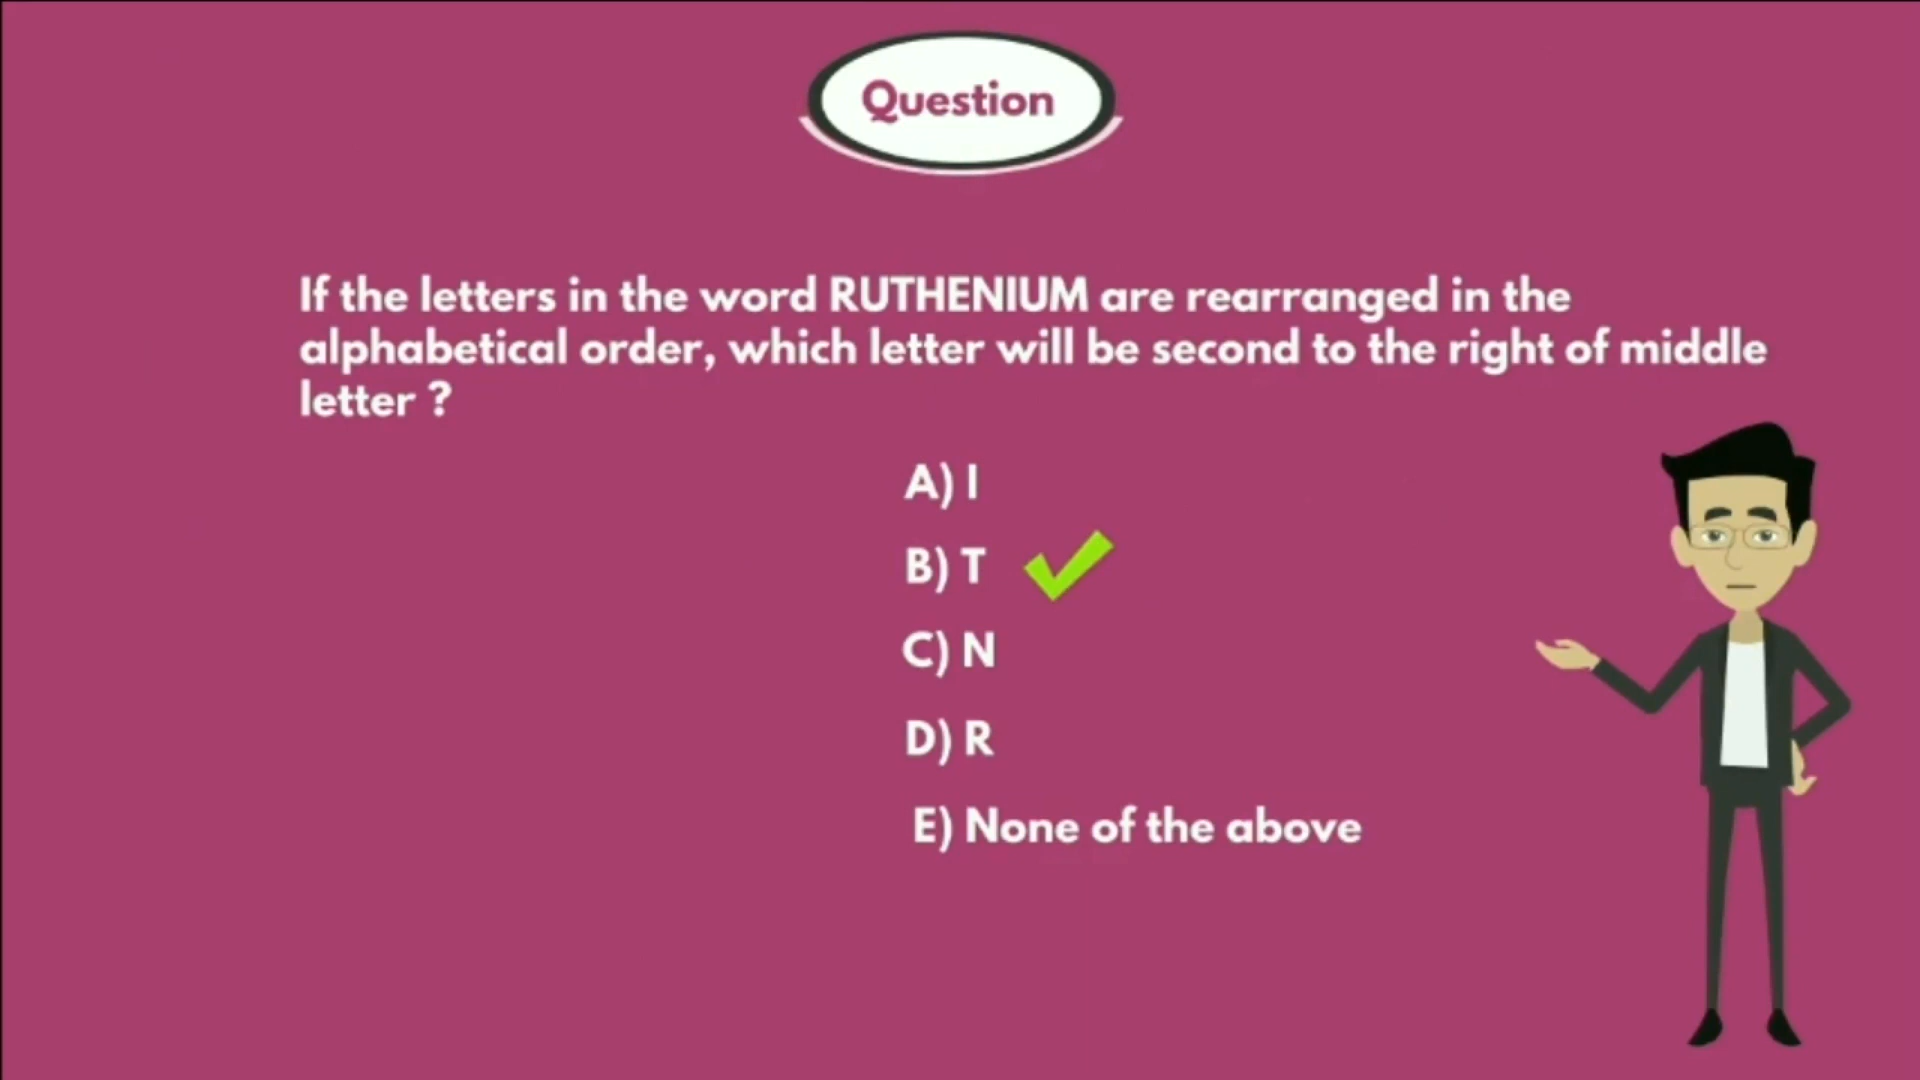 Question
If the letters in the word RUTHENIUM are rearranged in the
alphabetical order, which letter will be second to the right of middle
letter ?
A) I
B) T
C) N
D) R
E) None of the above